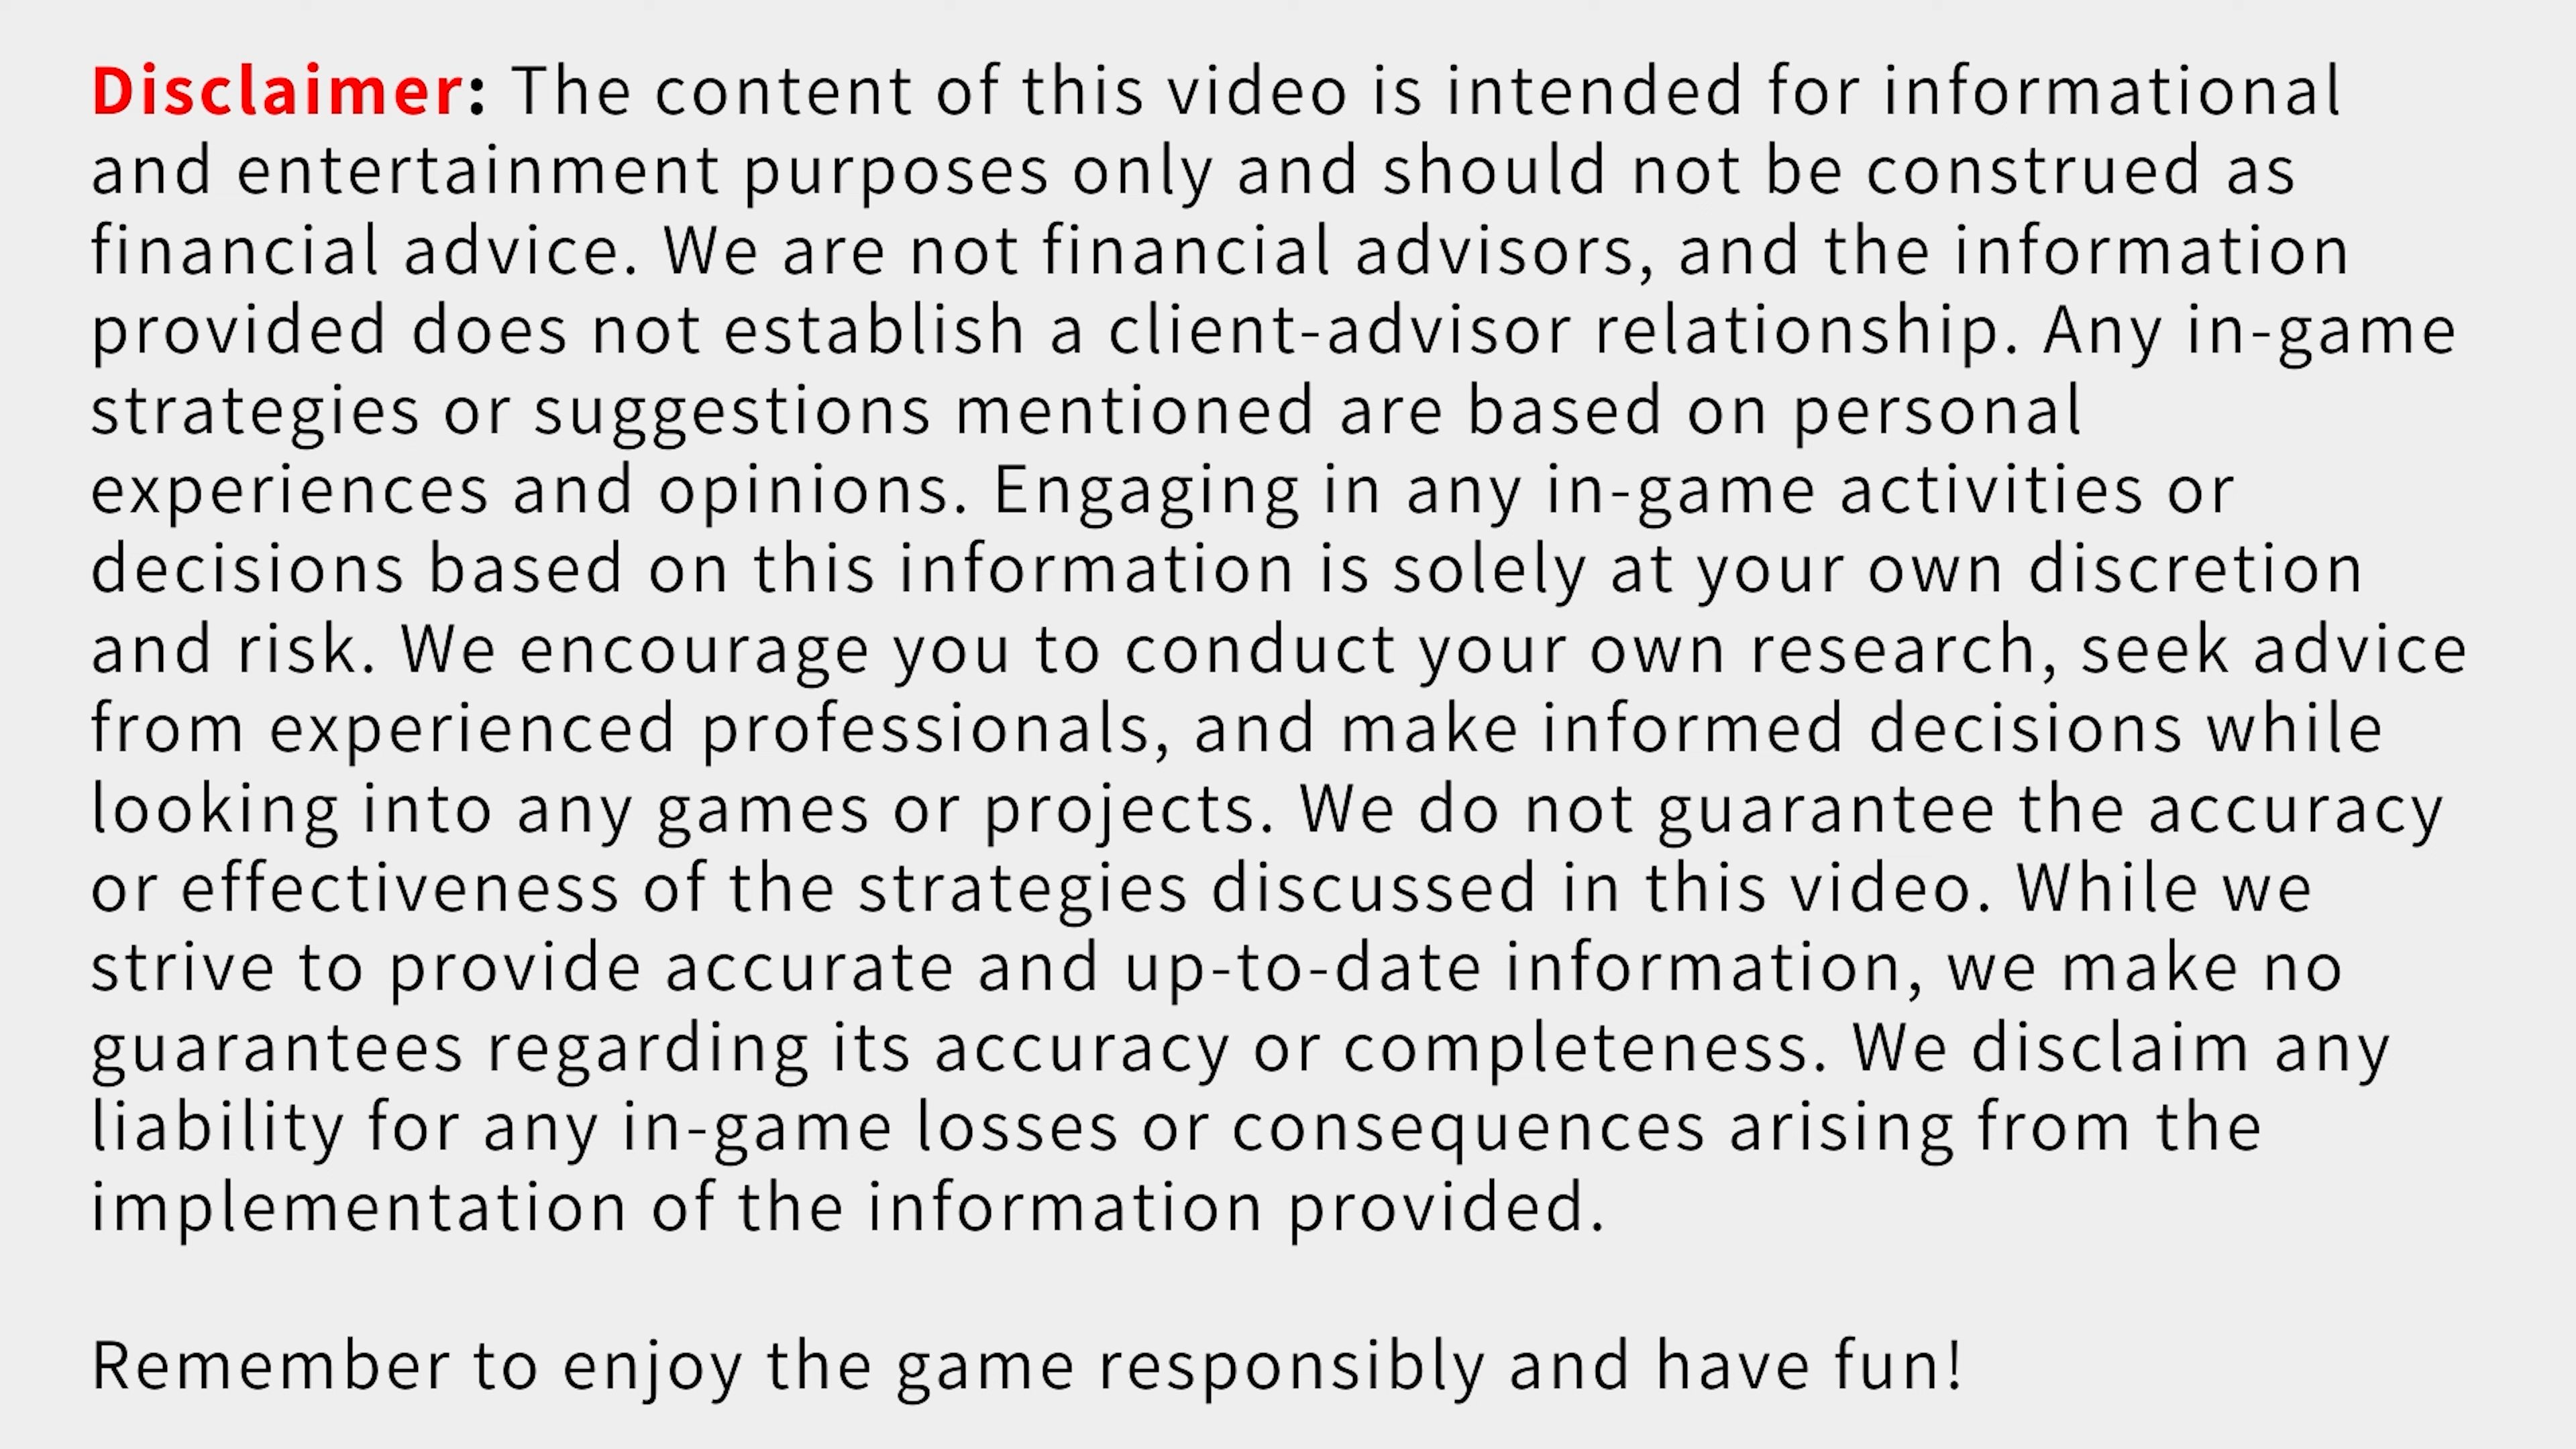 Disclaimer: The content of this video is intended for informational
and entertainment purposes only and should not be construed as
financial advice. We are not financial advisors, and the information
provided does not establish a client-advisor relationship. Any in-game
strategies or suggestions mentioned are based on personal
experiences and opinions. Engaging in any in-game activities or
decisions based on this information is solely at your own discretion
and risk. We encourage you to conduct your own research, seek advice
from experienced professionals, and make informed decisions while
looking into any games or projects. We do not guarantee the accuracy
or effectiveness of the strategies discussed in this video. While we
strive to provide accurate and up-to-date information, we make no
guarantees regarding its accuracy or completeness. We disclaim any
liability for any in-game losses or consequences arising from the
implementation of the information provided.
Remember to enjoy the game responsibly and have fun!